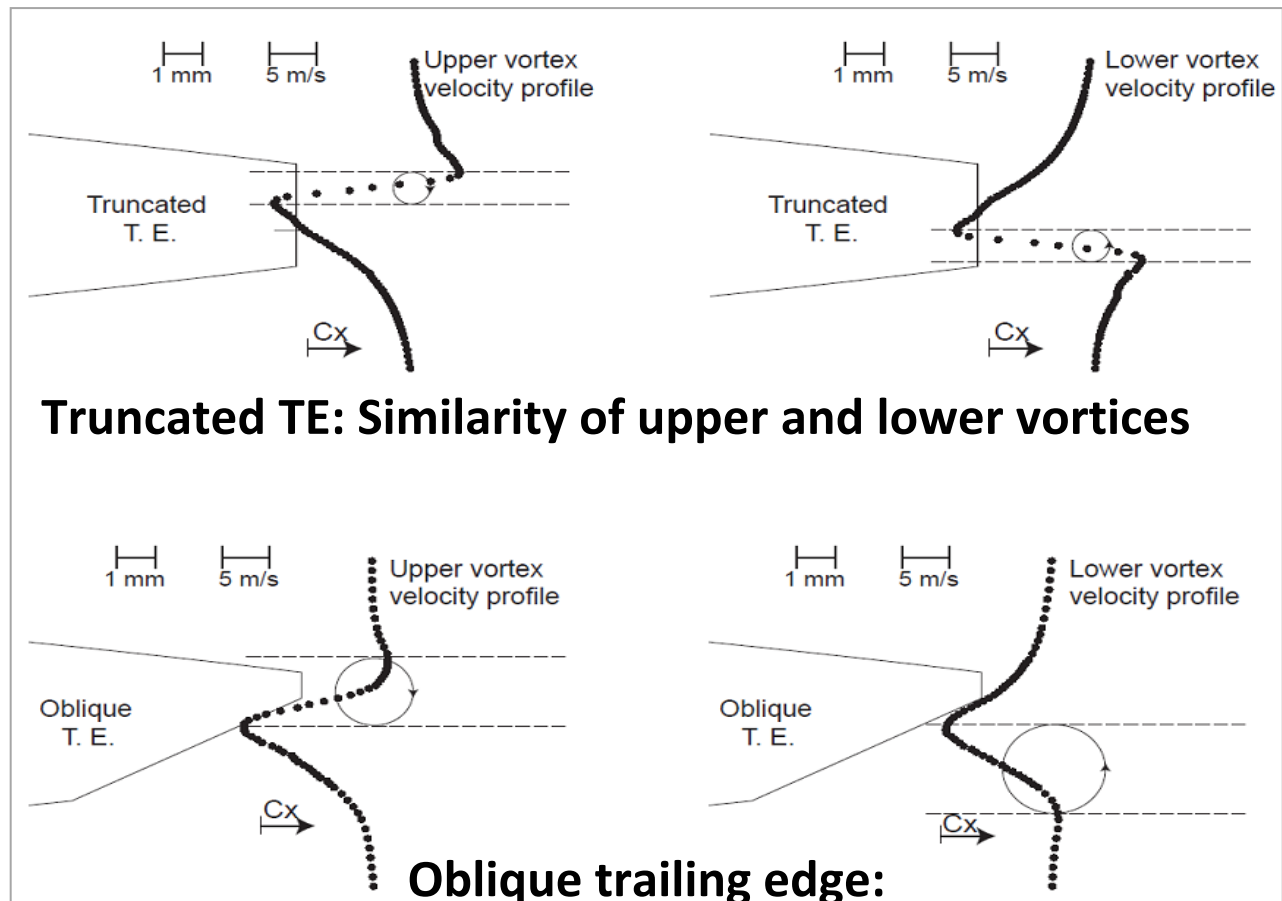 1 mm
5 m/s
Upper vortex
velocity profile
Truncated
T. E.
Cx
1 mm
5 m/s
Lower vortex
velocity profile
Truncated
T. E.
Cx
Truncated TE: Similarity of upper and lower vortices
1 mm
5 m/s
Upper vortex
velocity profile
Oblique
T. E.
Cx
1 mm
5 m/s
Lower vortex
velocity profile
Oblique
T. E.
Cx
Oblique trailing edge: